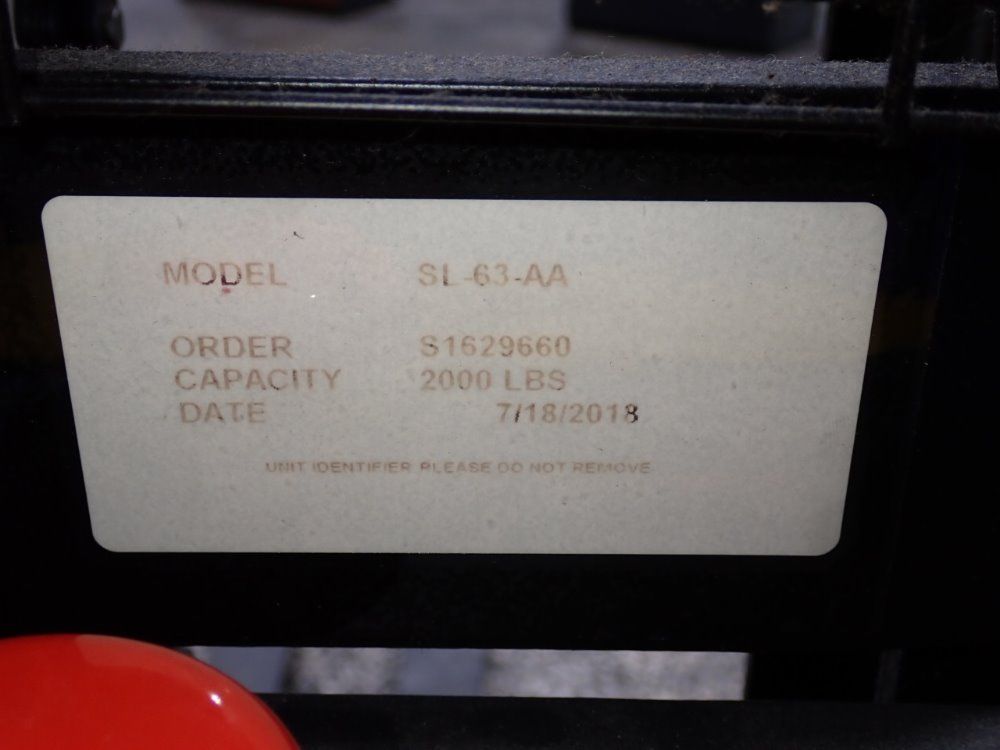 MODEL SL-63-AA
ORDER S1629660
CAPACITY 2000 LBS
DATE 7/18/2018
UNIT IDENTIFIER PLEASE DO NOT REMOVE